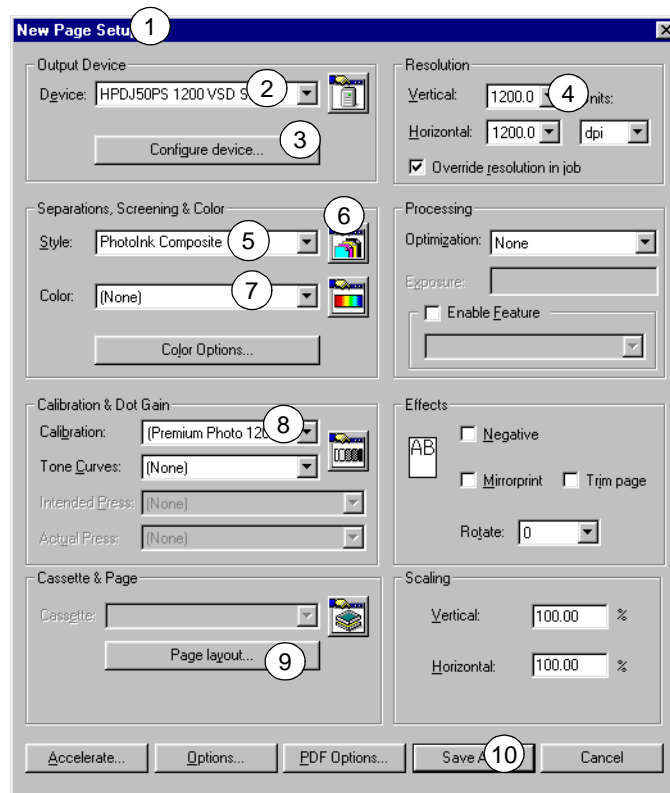 New Page Setup 1
Output Device
Device: HPDJ50PS 1200 VSD 2
3
Configure device...
Resolution
Vertical: 1200.0 4 Units:
Horizontal: 1200.0 dpi
Override resolution in job
Separations, Screening & Color
6
Style: PhotoInk Composite 5
Color: (None) 7
Color Options...
Processing
Optimization: None
Exposure:
Enable Feature
Calibration & Dot Gain
Calibration: (Premium Photo 8
Tone Curves: (None)
Intended Press: (None)
Actual Press: (None)
Effects
AB
Negative
Mirrorprint Trim page
Rotate: 0
Cassette & Page
Cassette:
Page layout... 9
Scaling
Vertical: 100.00 %
Horizontal: 100.00 %
Accelerate... Options... PDF Options... Save 10 Cancel